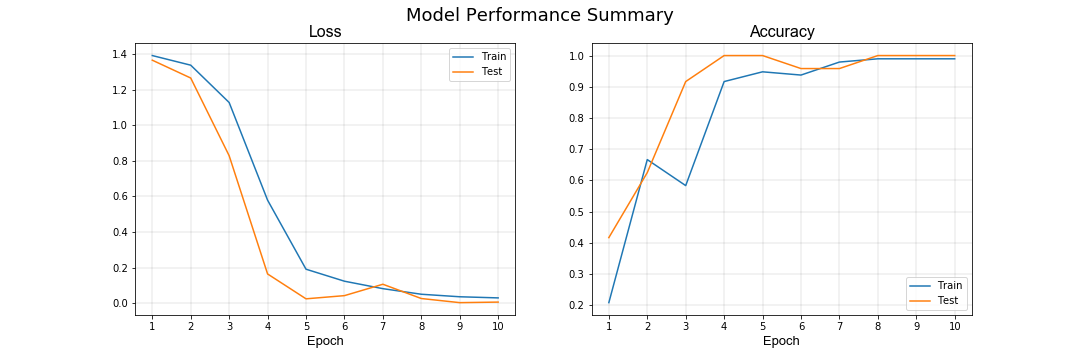 Model Performance Summary
Loss
1.4
1.2
1.0
0.8
0.6
0.4
0.2
0.0
Train
Test
1 2 3 4 5 6 7 8 9 10
Epoch
Accuracy
1.0
0.9
0.8
0.7
0.6
0.5
0.4
0.3
0.2
Train
Test
1 2 3 4 5 6 7 8 9 10
Epoch